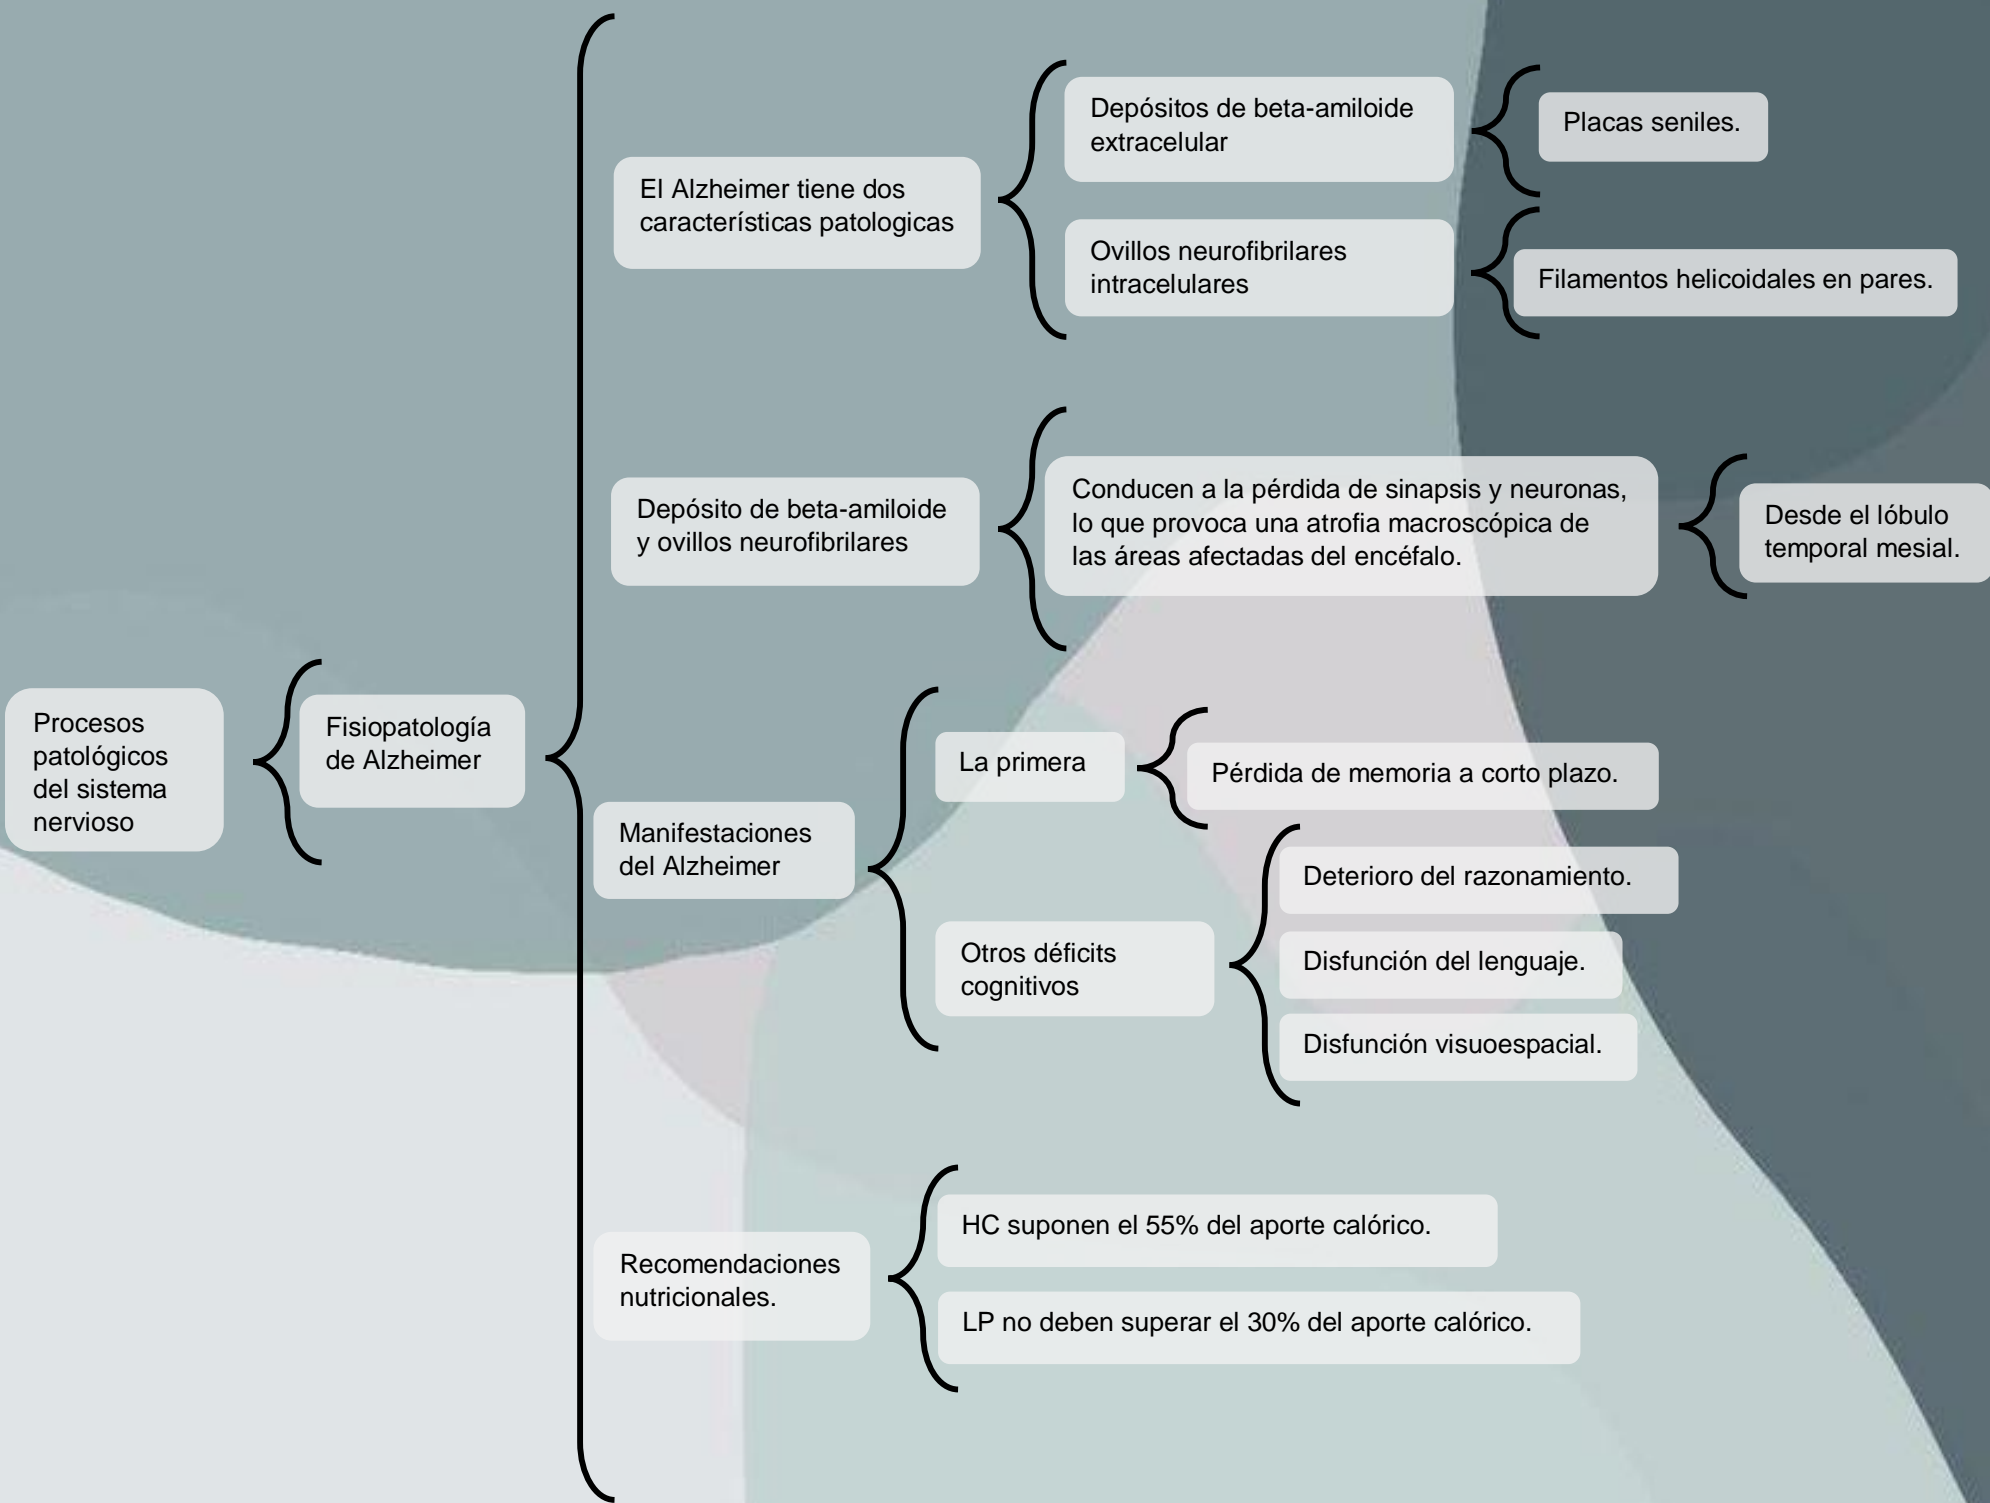 Procesos
patológicos
del sistema
nervioso
Fisiopatología
de Alzheimer
El Alzheimer tiene dos
características patologicas
Depósitos de beta-amiloide
extracelular
Placas seniles.
Ovillos neurofibrilares
intracelulares
Filamentos helicoidales en pares.
Depósito de beta-amiloide
y ovillos neurofibrilares
Conducen a la pérdida de sinapsis y neuronas,
lo que provoca una atrofia macroscópica de
las áreas afectadas del encéfalo.
Desde el lóbulo
temporal mesial.
Manifestaciones
del Alzheimer
La primera
Pérdida de memoria a corto plazo.
Otros déficits
cognitivos
Deterioro del razonamiento.
Disfunción del lenguaje.
Disfunción visuoespacial.
Recomendaciones
nutricionales.
HC suponen el 55% del aporte calórico.
LP no deben superar el 30% del aporte calórico.